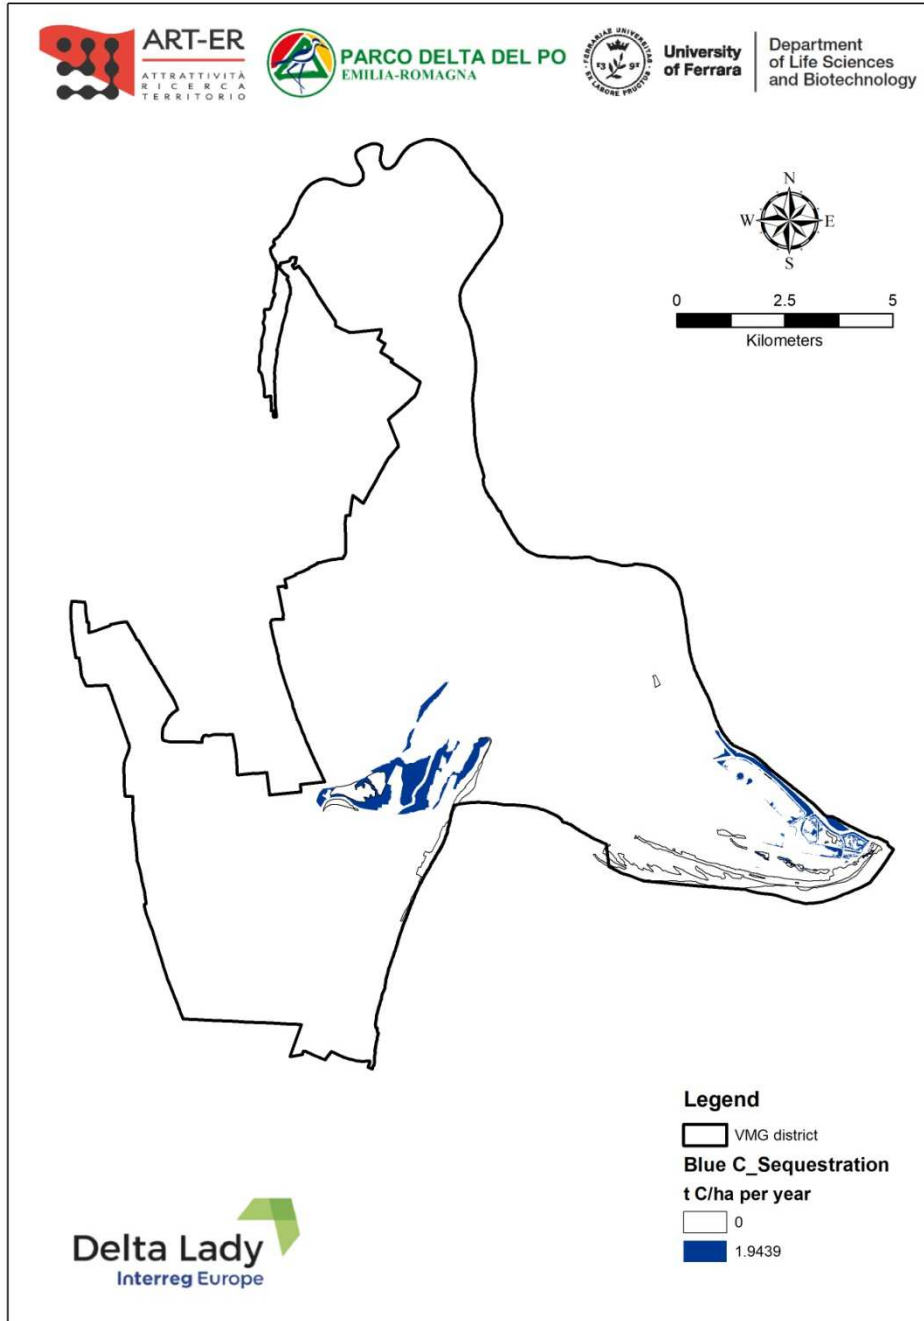 ART-ER
ATTRATTIVITÀ
RICERCA
TERRITORIO
PARCO DELTA DEL PO
EMILIA-ROMAGNA
University
of Ferrara
Department
of Life Sciences
and Biotechnology
N
W E
S
0 2.5 5
Kilometers
Legend
VMG district
Blue C_Sequestration
t C/ha per year
0
1.9439
Delta Lady
Interreg Europe